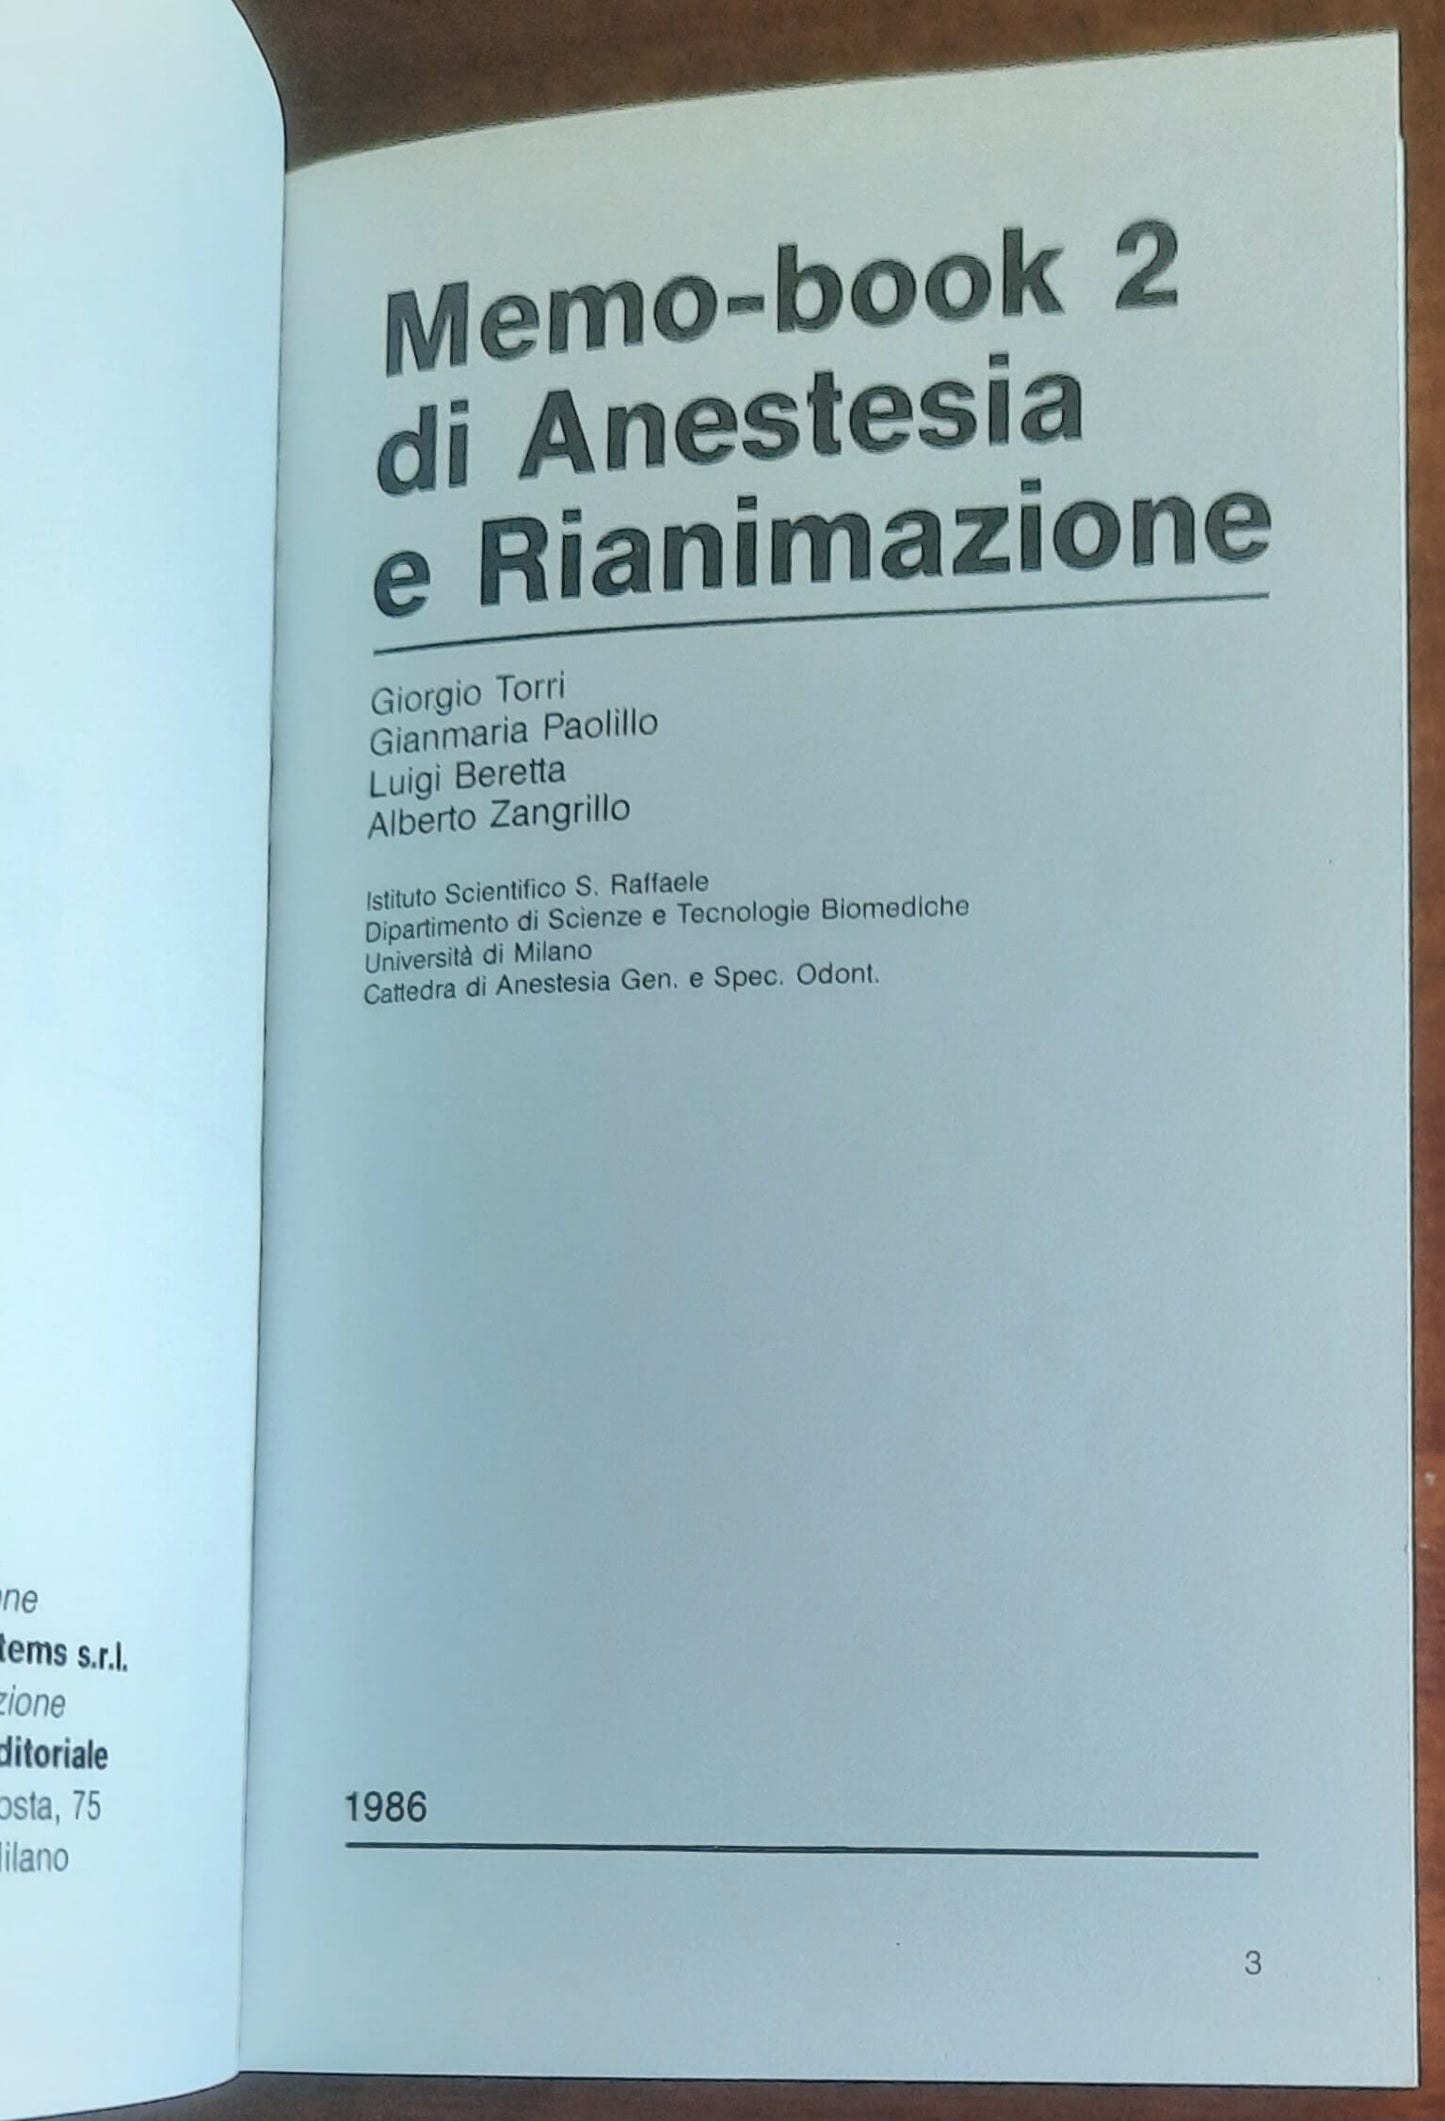 tems s.r.l.
zione
ditoriale
osta, 75
ilano
Memo-book 2
di Anestesia
e Rianimazione
Giorgio Torri
Gianmaria Paolillo
Luigi Beretta
Alberto Zangrillo
Istituto Scientifico S. Raffaele
Dipartimento di Scienze e Tecnologie Biomediche
Università di Milano
Cattedra di Anestesia Gen. e Spec. Odont.
1986
3